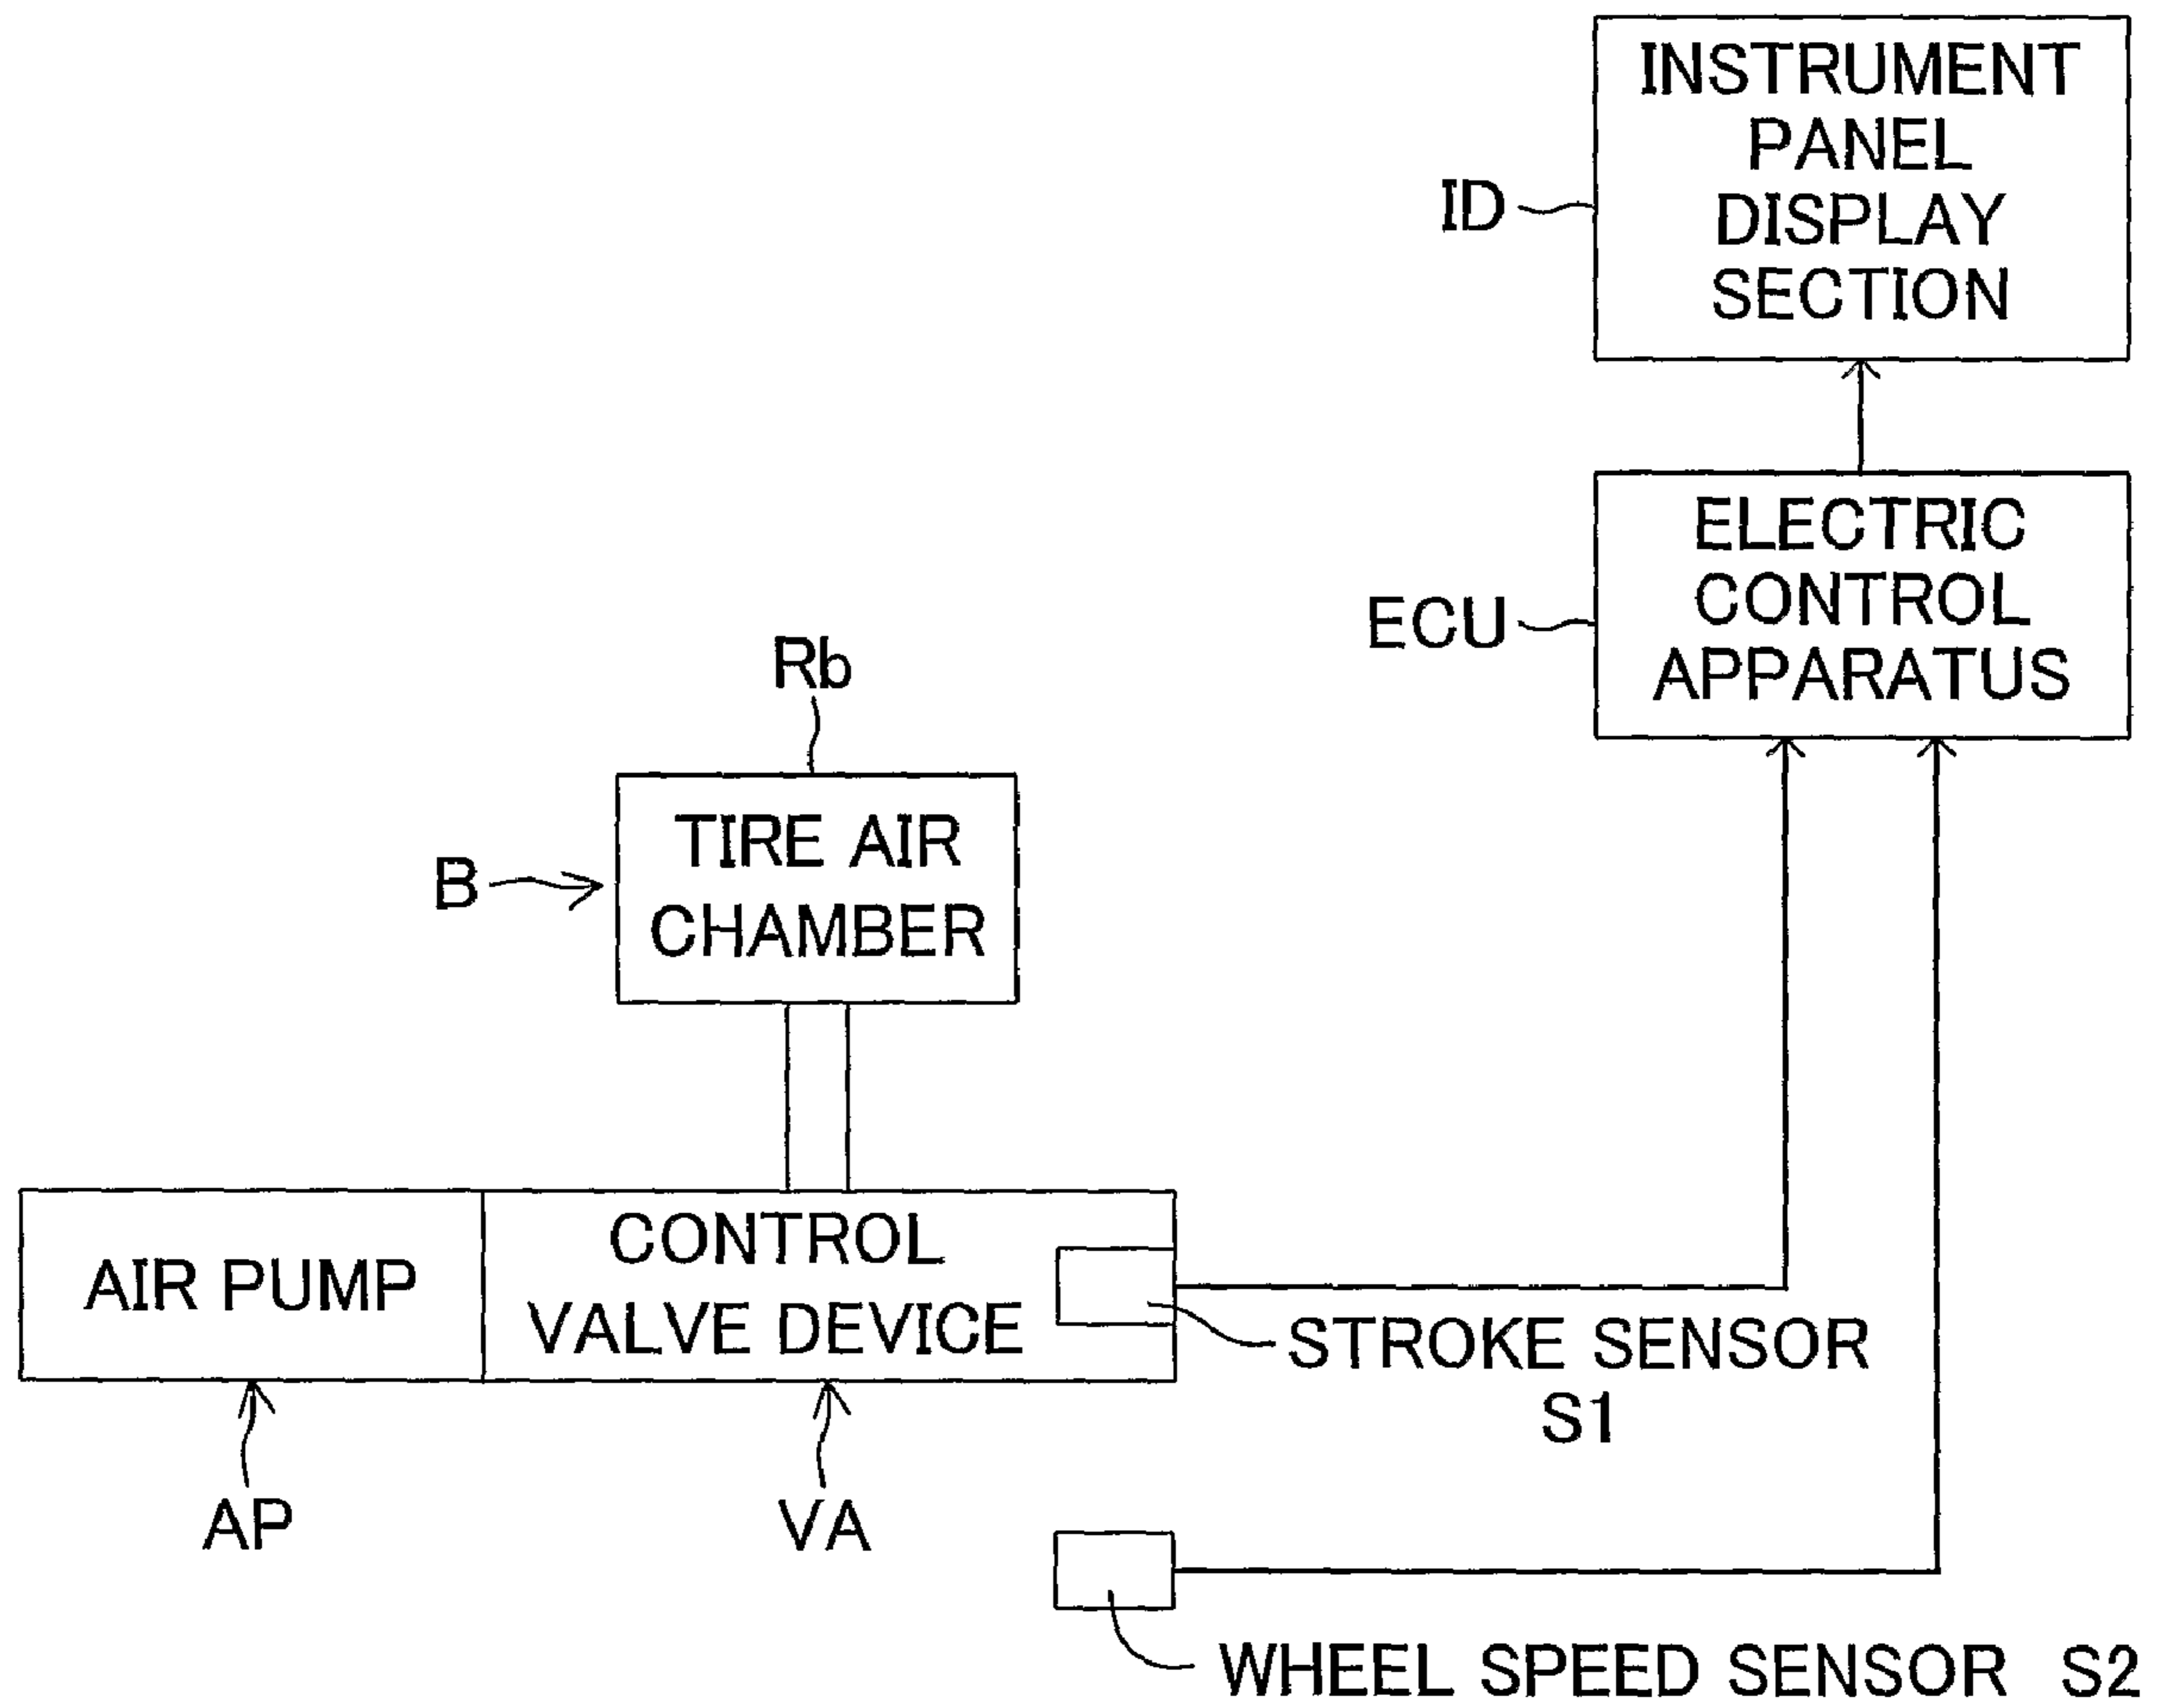 INSTRUMENT
PANEL
DISPLAY
SECTION
ID
ELECTRIC
CONTROL
APPARATUS
ECU
Rb
TIRE AIR
CHAMBER
B
AIR PUMP
CONTROL
VALVE DEVICE
STROKE SENSOR
S1
AP
VA
WHEEL SPEED SENSOR S2